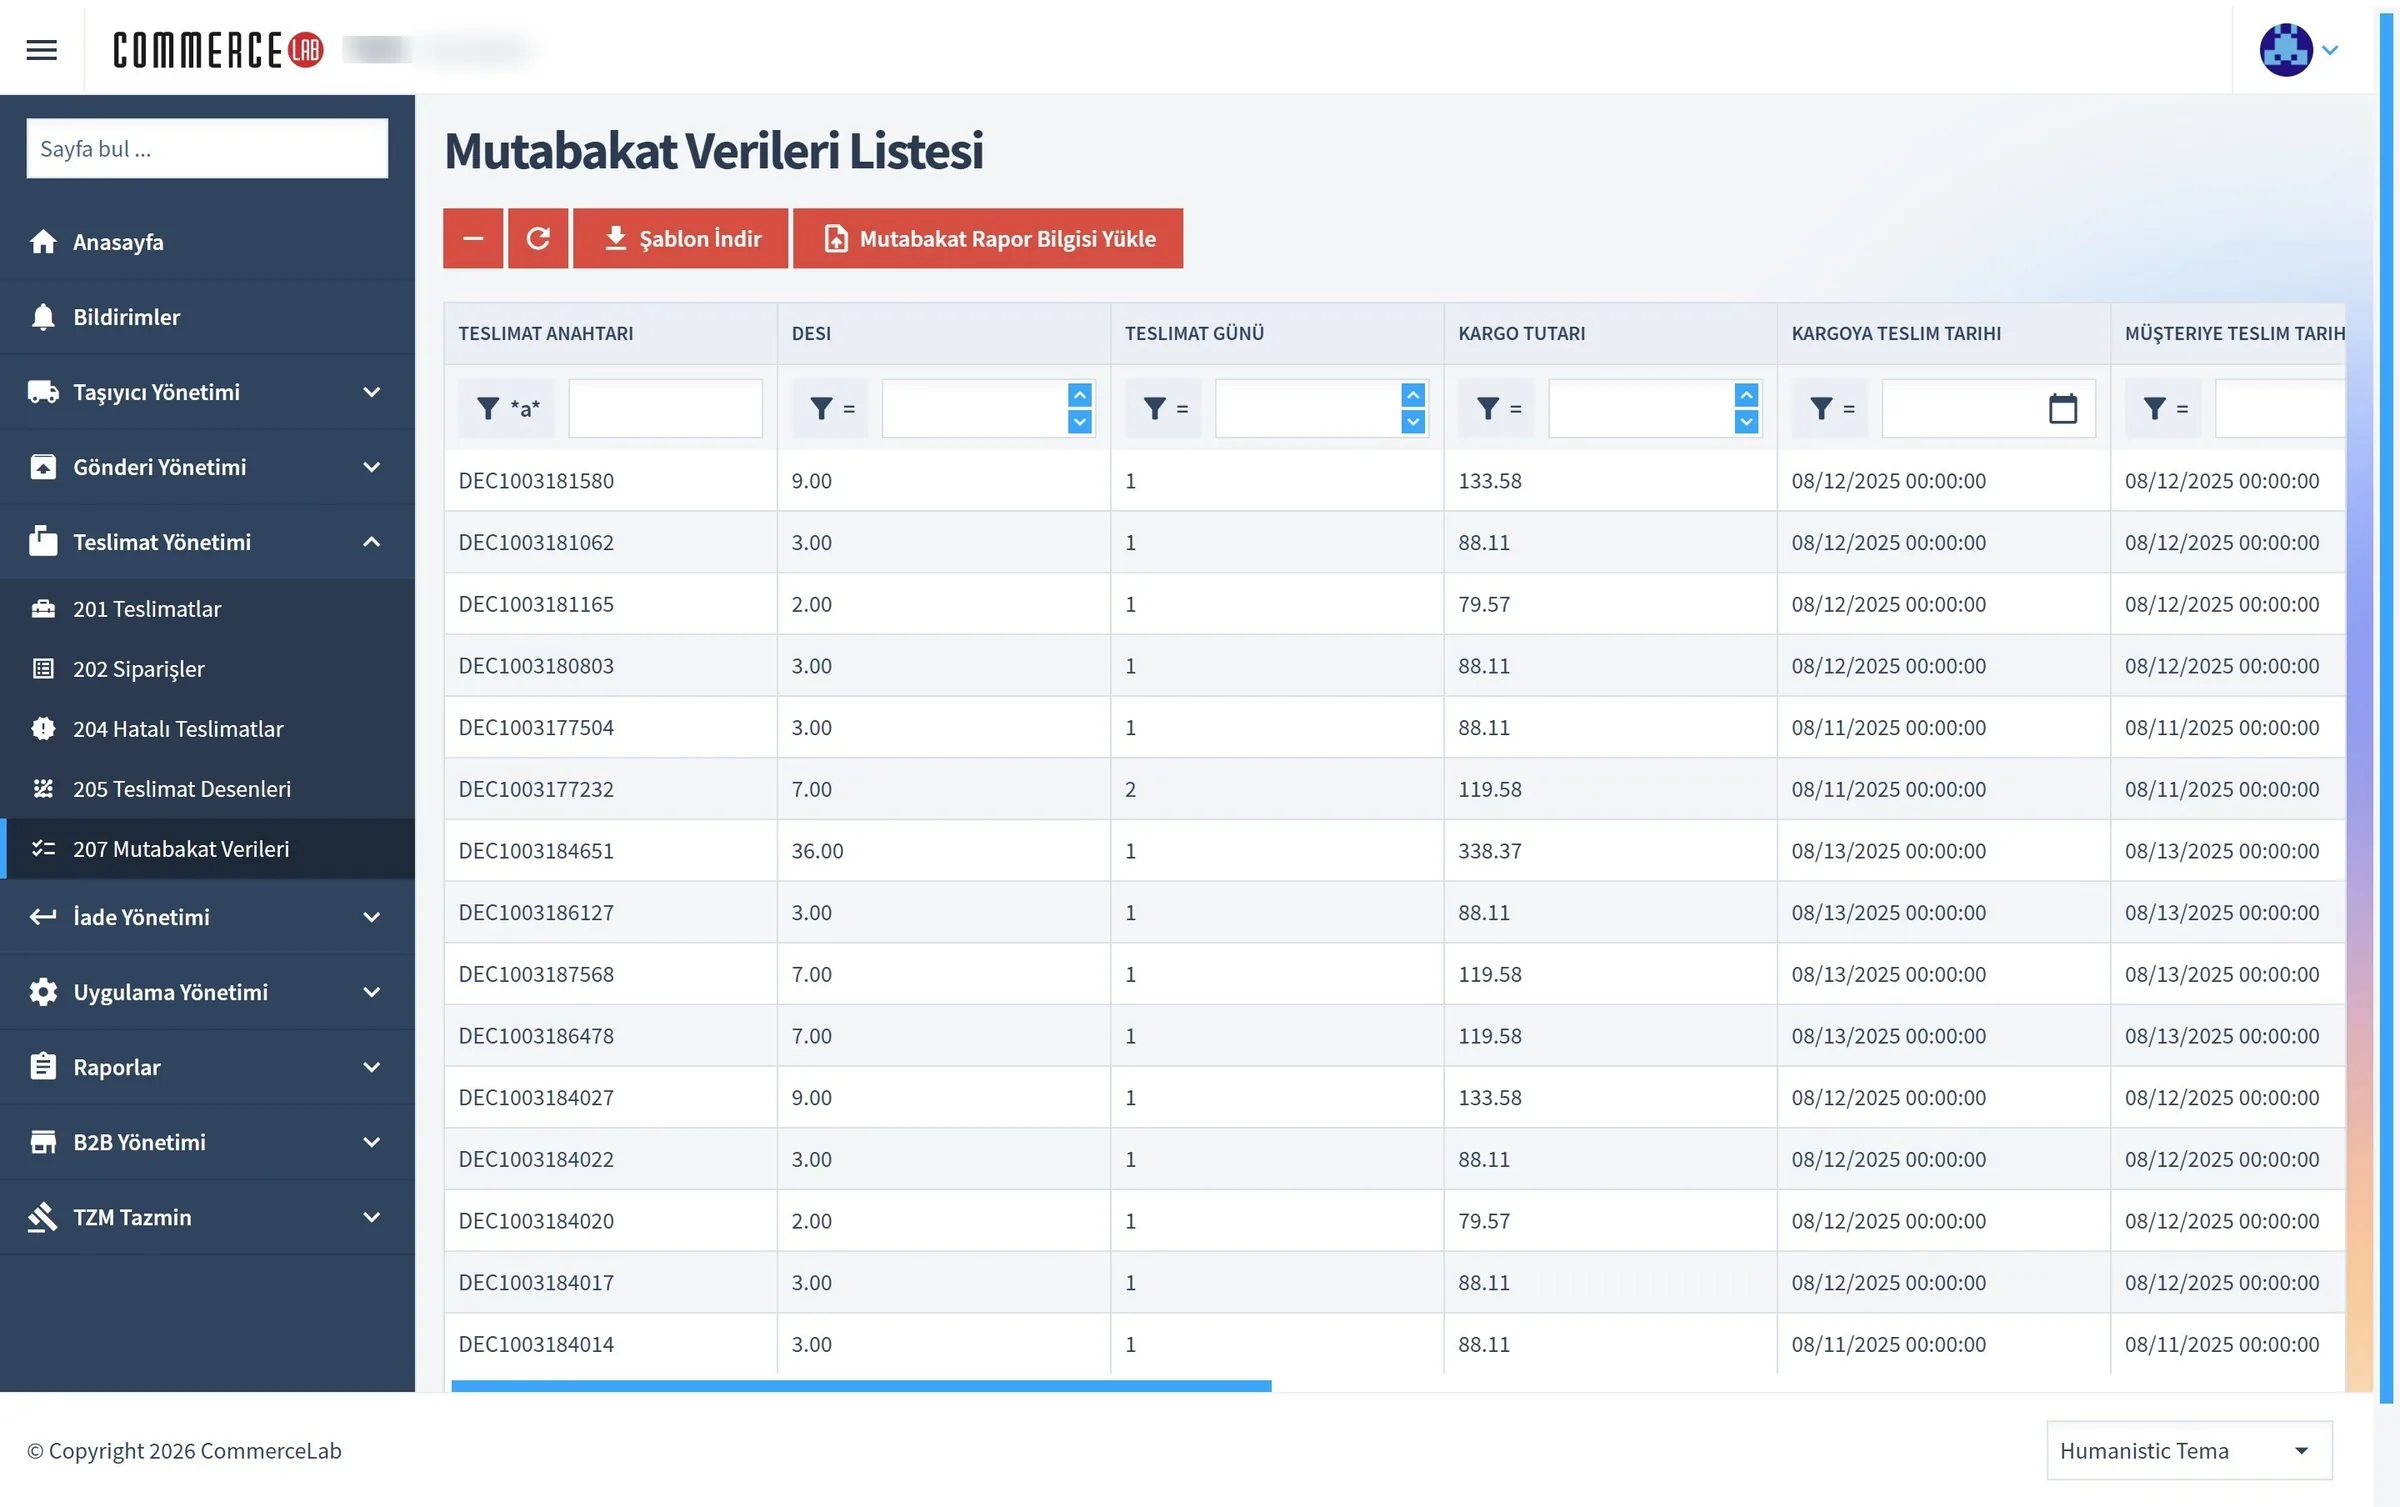 COMMERCE LAB
Sayfa bul ...
Anasayfa
Bildirimler
Taşıyıcı Yönetimi
Gönderi Yönetimi
Teslimat Yönetimi
201 Teslimatlar
202 Siparişler
204 Hatalı Teslimatlar
205 Teslimat Desenleri
207 Mutabakat Verileri
İade Yönetimi
Uygulama Yönetimi
Raporlar
B2B Yönetimi
TZM Tazmin
Mutabakat Verileri Listesi
Şablon İndir Mutabakat Rapor Bilgisi Yükle
TESLIMAT ANAHTARI DESI TESLIMAT GÜNÜ KARGO TUTARI KARGOYA TESLIM TARIHI MÜŞTERIYE TESLIM TARIH
*a* = = = = =
DEC1003181580 9.00 1 133.58 08/12/2025 00:00:00 08/12/2025 00:00:00
DEC1003181062 3.00 1 88.11 08/12/2025 00:00:00 08/12/2025 00:00:00
DEC1003181165 2.00 1 79.57 08/12/2025 00:00:00 08/12/2025 00:00:00
DEC1003180803 3.00 1 88.11 08/12/2025 00:00:00 08/12/2025 00:00:00
DEC1003177504 3.00 1 88.11 08/11/2025 00:00:00 08/11/2025 00:00:00
DEC1003177232 7.00 2 119.58 08/11/2025 00:00:00 08/11/2025 00:00:00
DEC1003184651 36.00 1 338.37 08/13/2025 00:00:00 08/13/2025 00:00:00
DEC1003186127 3.00 1 88.11 08/13/2025 00:00:00 08/13/2025 00:00:00
DEC1003187568 7.00 1 119.58 08/13/2025 00:00:00 08/13/2025 00:00:00
DEC1003186478 7.00 1 119.58 08/13/2025 00:00:00 08/13/2025 00:00:00
DEC1003184027 9.00 1 133.58 08/12/2025 00:00:00 08/12/2025 00:00:00
DEC1003184022 3.00 1 88.11 08/12/2025 00:00:00 08/12/2025 00:00:00
DEC1003184020 2.00 1 79.57 08/12/2025 00:00:00 08/12/2025 00:00:00
DEC1003184017 3.00 1 88.11 08/12/2025 00:00:00 08/12/2025 00:00:00
DEC1003184014 3.00 1 88.11 08/11/2025 00:00:00 08/11/2025 00:00:00
© Copyright 2026 CommerceLab
Humanistic Tema